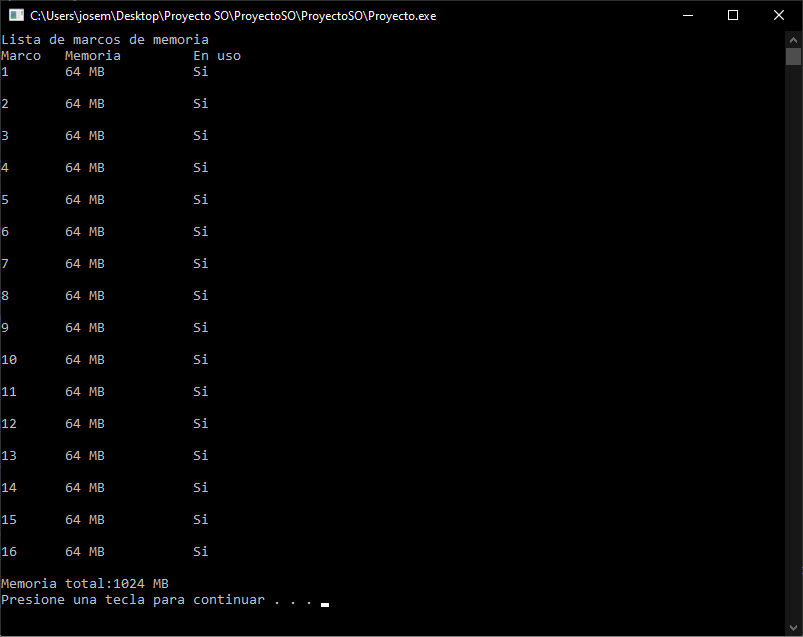 C:\Users\josem\Desktop\Proyecto SO\ProyectoSO\ProyectoSO\Proyecto.exe
Lista de marcos de memoria
Marco Memoria En uso
1 64 MB Si
2 64 MB Si
3 64 MB Si
4 64 MB Si
5 64 MB Si
6 64 MB Si
7 64 MB Si
8 64 MB Si
9 64 MB Si
10 64 MB Si
11 64 MB Si
12 64 MB Si
13 64 MB Si
14 64 MB Si
15 64 MB Si
16 64 MB Si
Memoria total:1024 MB
Presione una tecla para continuar . . .